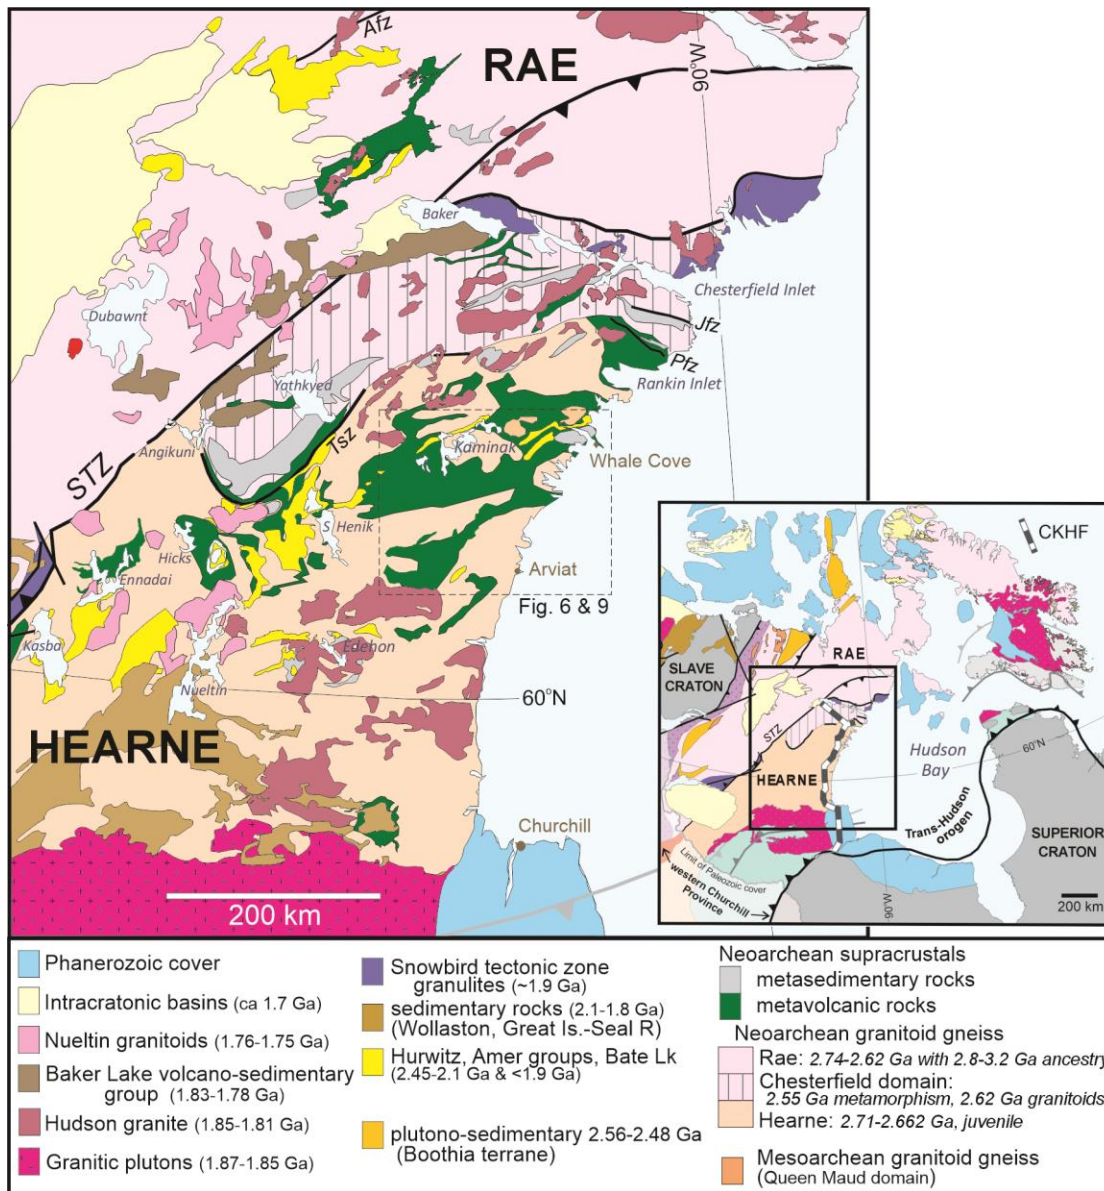 Afz
RAE
90°W
Baker
Chesterfield Inlet
Dubawnt
Jfz
Pfz
Rankin Inlet
Yathkyed
Angikuni
Tsz
Kaminak
Whale Cove
STZ
S Henik
Hicks
Ennadai
Arviat
Fig. 6 & 9
Kasba
Edehon
Nueltin
60°N
HEARNE
Churchill
200 km
CKHF
SLAVE
CRATON
RAE
STZ
HEARNE
Hudson
Bay
60°N
Trans-Hudson
orogen
SUPERIOR
CRATON
Limit of Paleozoic cover
western Churchill
Province
90°W
200 km
Phanerozoic cover
Intracratonic basins (ca 1.7 Ga)
Nueltin granitoids (1.76-1.75 Ga)
Baker Lake volcano-sedimentary
group (1.83-1.78 Ga)
Hudson granite (1.85-1.81 Ga)
Granitic plutons (1.87-1.85 Ga)
Snowbird tectonic zone
granulites (~1.9 Ga)
sedimentary rocks (2.1-1.8 Ga)
(Wollaston, Great Is.-Seal R)
Hurwitz, Amer groups, Bate Lk
(2.45-2.1 Ga & <1.9 Ga)
plutono-sedimentary 2.56-2.48 Ga
(Boothia terrane)
Neoarchean supracrustals
metasedimentary rocks
metavolcanic rocks
Neoarchean granitoid gneiss
Rae: 2.74-2.62 Ga with 2.8-3.2 Ga ancestry
Chesterfield domain:
2.55 Ga metamorphism, 2.62 Ga granitoids
Hearne: 2.71-2.662 Ga, juvenile
Mesoarchean granitoid gneiss
(Queen Maud domain)